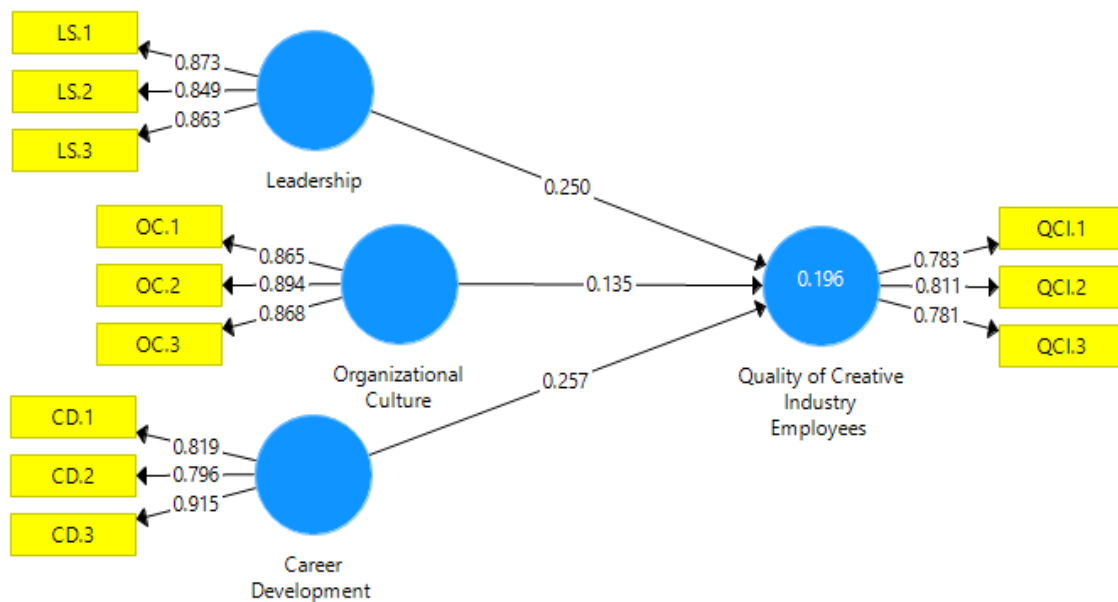 LS.1
0.873
LS.2
0.849
0.863
LS.3
Leadership
0.250
OC.1
0.865
OC.2
0.894
0.868
OC.3
Organizational
Culture
0.135
CD.1
0.819
CD.2
0.796
0.915
CD.3
Career
Development
0.257
0.196
Quality of Creative
Industry
Employees
QCI.1
0.783
QCI.2
0.811
0.781
QCI.3